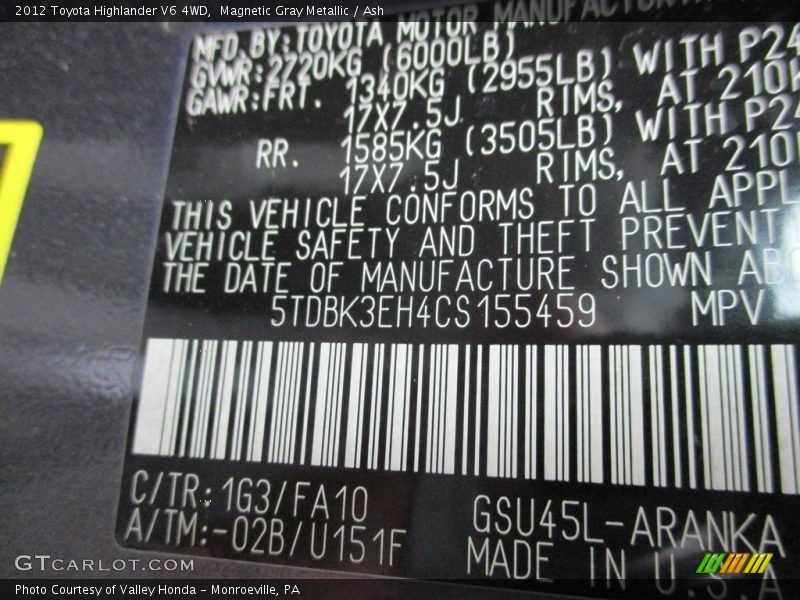 2012 Toyota Highlander V6 4WD,  Magnetic Gray Metallic / Ash
MFD.BY:TOYOTA MOTOR MANUFACTUR
GVWR:2720KG (6000LB)
GAWR:FRT. 1340KG (2955LB) WITH P24
17X7.5J RIMS, AT 210K
RR. 1585KG (3505LB) WITH P24
17X7.5J RIMS, AT 210
THIS VEHICLE CONFORMS TO ALL APPL
VEHICLE SAFETY AND THEFT PREVENT
THE DATE OF MANUFACTURE SHOWN ABO
5TDBK3EH4CS155459 MPV
C/TR:1G3/FA10
A/TM:-02B/U151F
GSU45L-ARANKA
MADE IN U.S.A
GTCARLOT.COM
Photo Courtesy of Valley Honda - Monroeville, PA